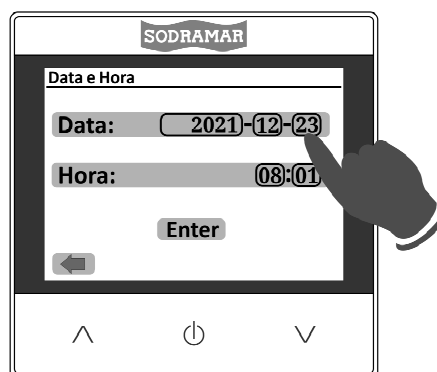 SODRAMAR
Data e Hora
Data: 2021-12-23
Hora: 08:01
Enter